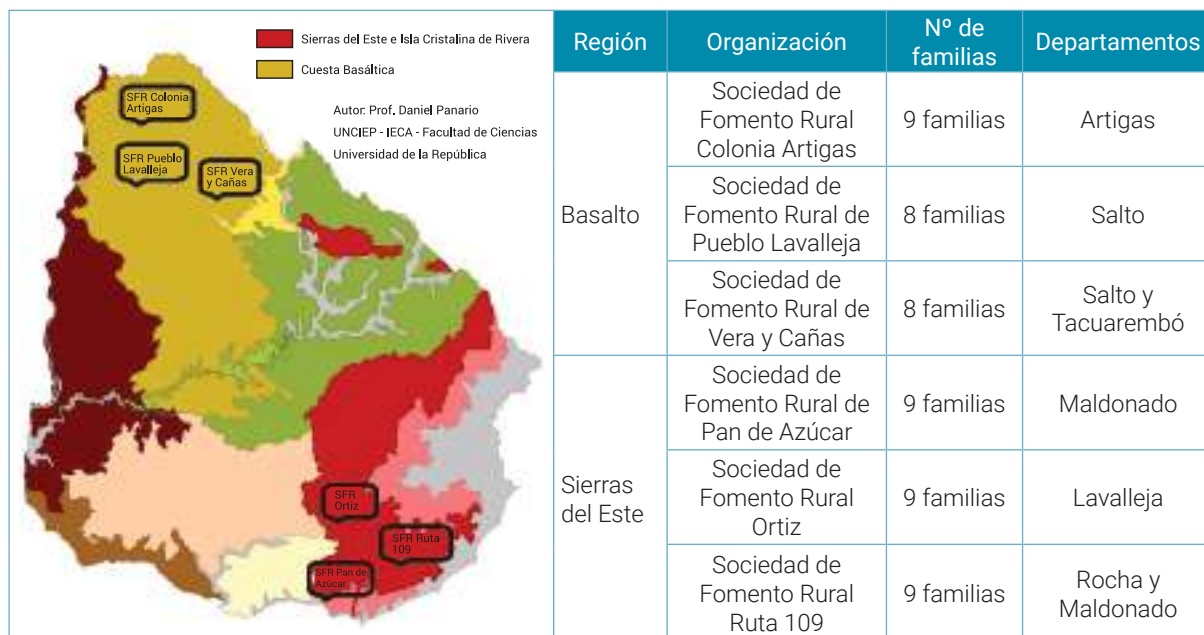 Sierras del Este e Isla Cristalina de Rivera
Cuesta Basáltica
Autor: Prof. Daniel Panario
UNCIEP - IECA - Facultad de Ciencias
Universidad de la República
SFR Colonia
Artigas
SFR Pueblo
Lavalleja
SFR Vera
y Cañas
SFR
Ortiz
SFR Ruta
109
SFR Pan de
Azúcar
Región
Organización
Nº de
familias
Departamentos
Basalto
Sociedad de
Fomento Rural
Colonia Artigas
9 familias
Artigas
Sociedad de
Fomento Rural de
Pueblo Lavalleja
8 familias
Salto
Sociedad de
Fomento Rural de
Vera y Cañas
8 familias
Salto y
Tacuarembó
Sierras
del Este
Sociedad de
Fomento Rural de
Pan de Azúcar
9 familias
Maldonado
Sociedad de
Fomento Rural
Ortiz
9 familias
Lavalleja
Sociedad de
Fomento Rural
Ruta 109
9 familias
Rocha y
Maldonado